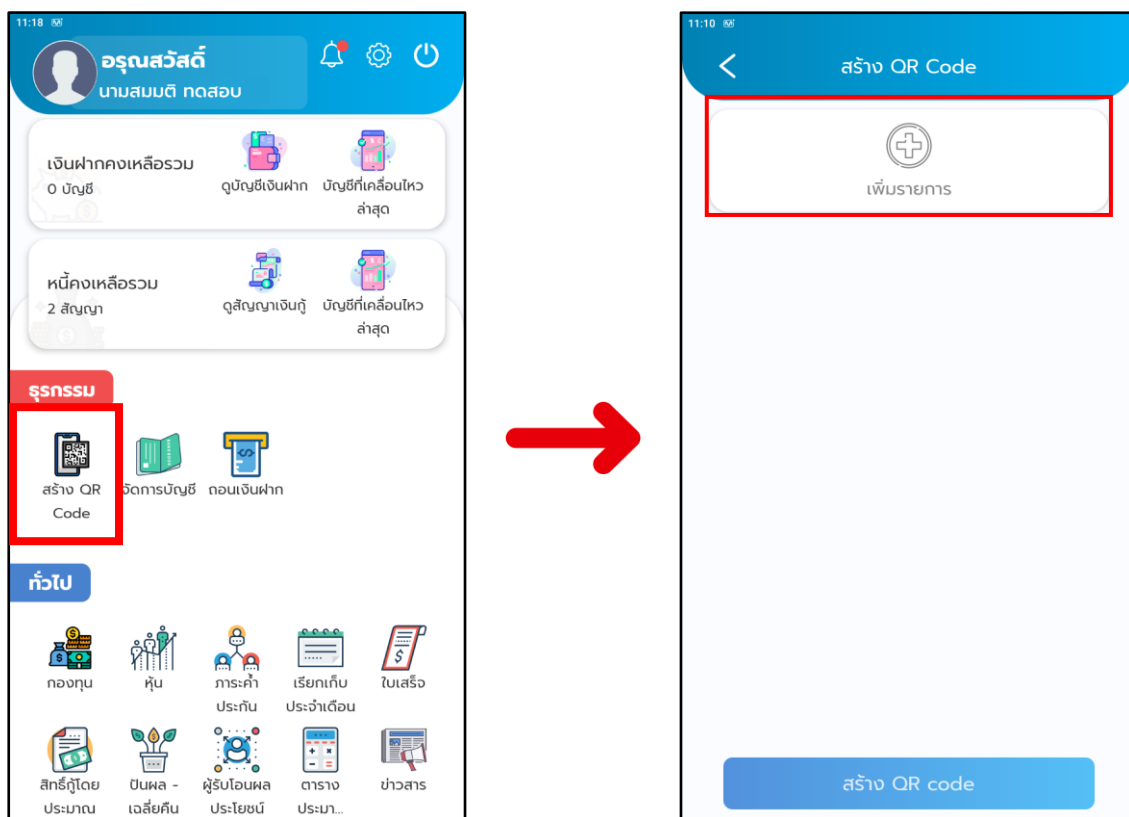 11:18
อรุณสวัสดิ์
นามสมมติ ทดสอบ
เงินฝากคงเหลือรวม
0 บัญชี
ดูบัญชีเงินฝาก
บัญชีที่เคลื่อนไหว
ล่าสุด
หนี้คงเหลือรวม
2 สัญญา
ดูสัญญาเงินกู้
บัญชีที่เคลื่อนไหว
ล่าสุด
ธุรกรรม
สร้าง QR
Code
จัดการบัญชี
ถอนเงินฝาก
ทั่วไป
กองทุน
หุ้น
ภาระค้ำ
ประกัน
เรียกเก็บ
ประจำเดือน
ใบเสร็จ
สิทธิ์กู้โดย
ประมาณ
ปันผล -
เฉลี่ยคืน
ผู้รับโอนผล
ประโยชน์
ตาราง
ประมา...
ข่าวสาร
11:10
สร้าง QR Code
เพิ่มรายการ
สร้าง QR code